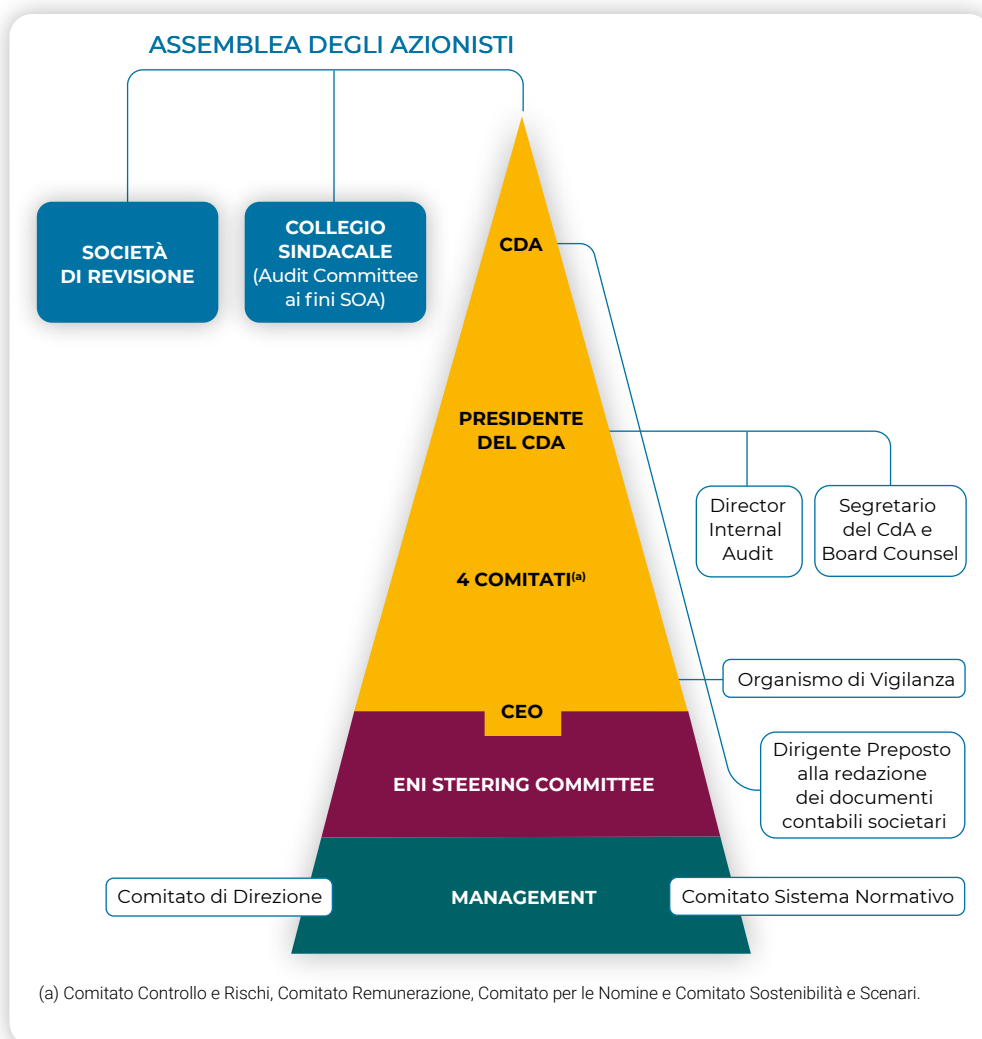 ASSEMBLEA DEGLI AZIONISTI
SOCIETÀ
DI REVISIONE
COLLEGIO
SINDACALE
(Audit Committee
ai fini SOA)
CDA
PRESIDENTE
DEL CDA
Director
Internal
Audit
Segretario
del CdA e
Board Counsel
4 COMITATI(a)
Organismo di Vigilanza
CEO
Dirigente Preposto
alla redazione
dei documenti
contabili societari
ENI STEERING COMMITTEE
Comitato di Direzione
MANAGEMENT
Comitato Sistema Normativo
(a) Comitato Controllo e Rischi, Comitato Remunerazione, Comitato per le Nomine e Comitato Sostenibilità e Scenari.